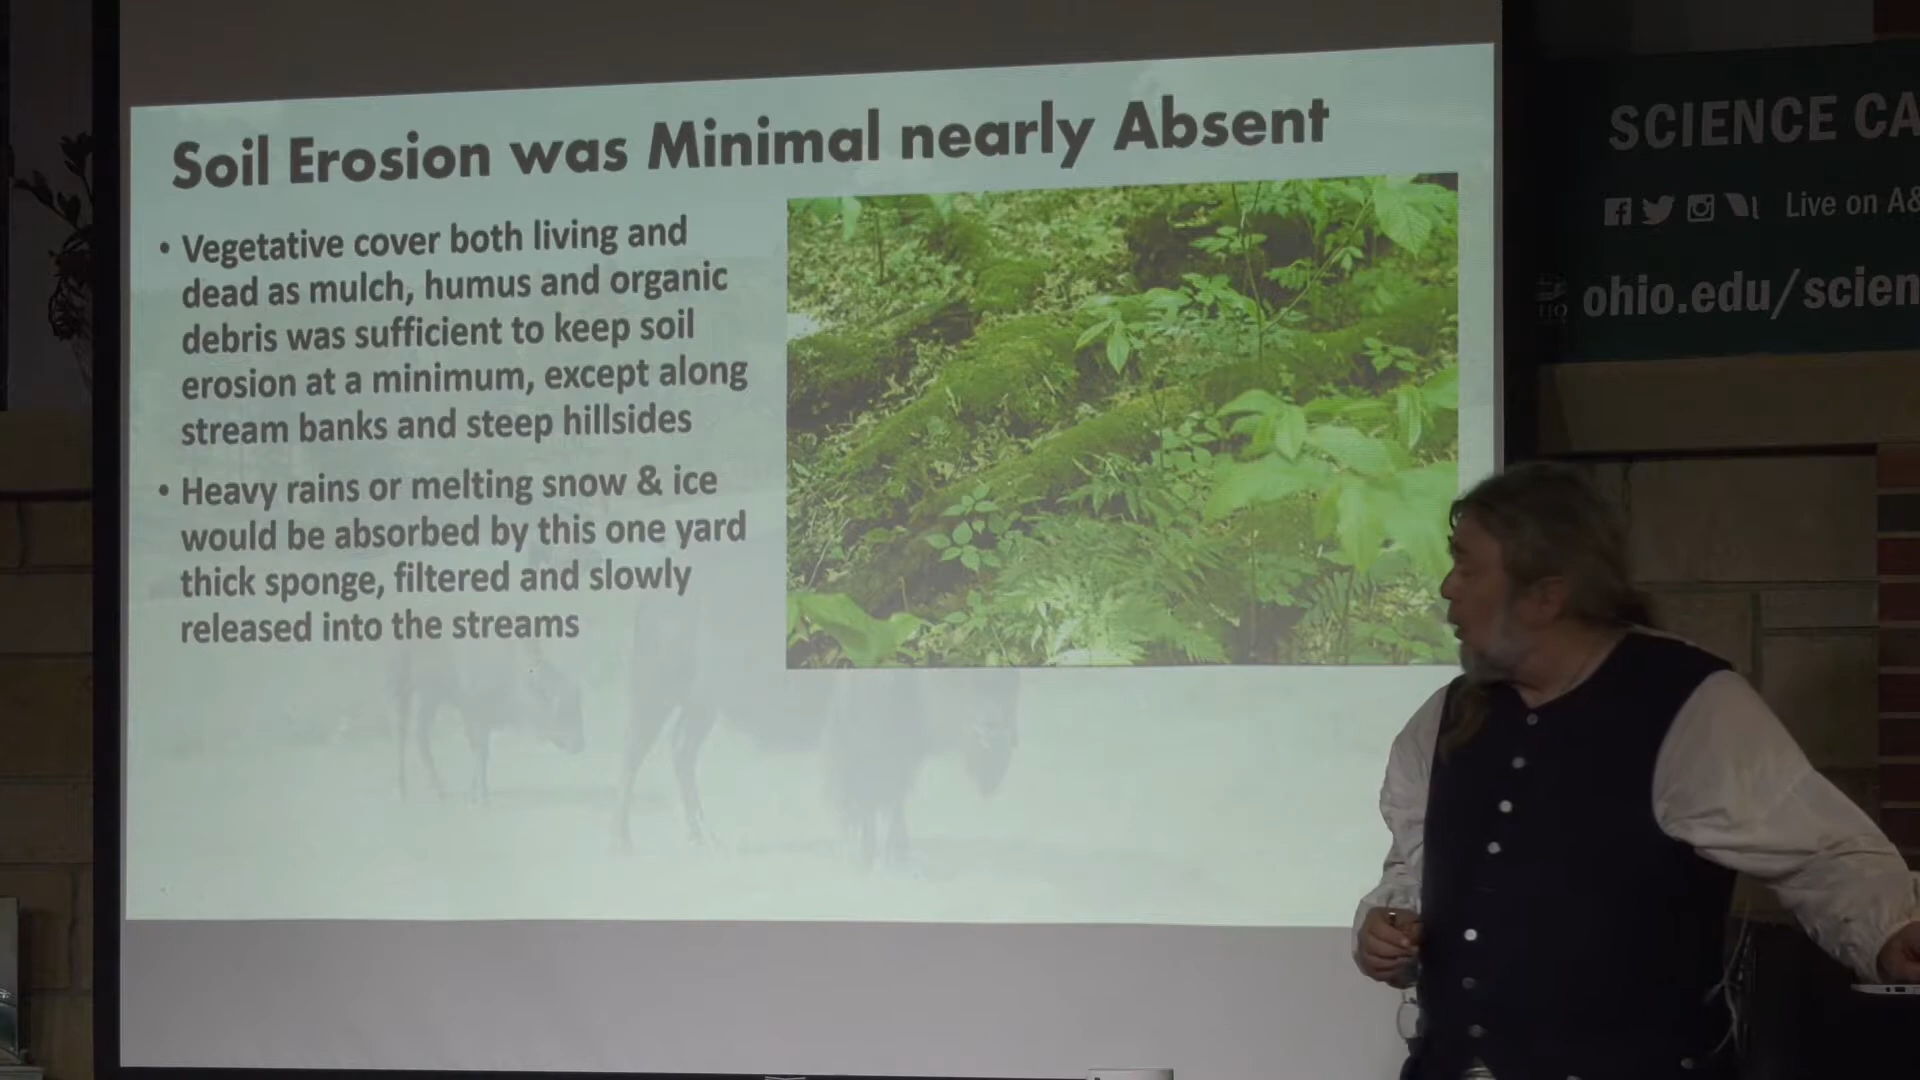 Soil Erosion was Minimal nearly Absent
• Vegetative cover both living and
dead as mulch, humus and organic
debris was sufficient to keep soil
erosion at a minimum, except along
stream banks and steep hillsides
• Heavy rains or melting snow & ice
would be absorbed by this one yard
thick sponge, filtered and slowly
released into the streams
SCIENCE CA
Live on A&
ohio.edu/scien